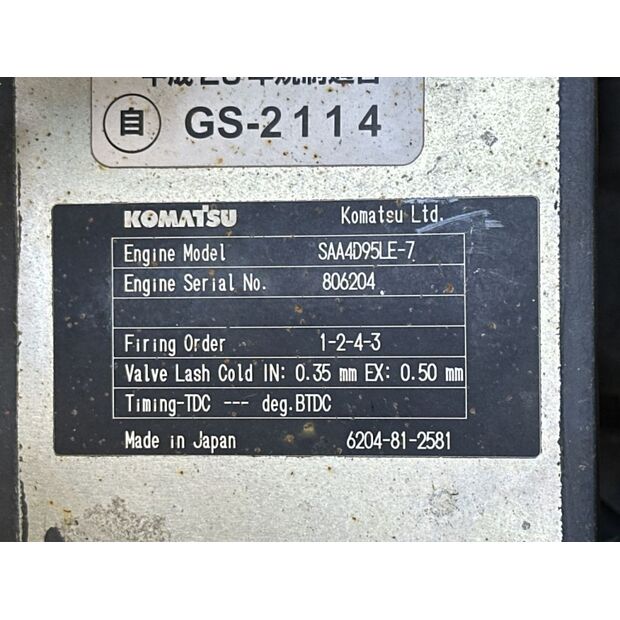 自 GS-2114
KOMATSU Komatsu Ltd.
Engine Model SAA4D95LE-7
Engine Serial No. 806204
Firing Order 1-2-4-3
Valve Lash Cold IN: 0.35 mm EX: 0.50 mm
Timing-TDC --- deg.BTDC
Made in Japan 6204-81-2581